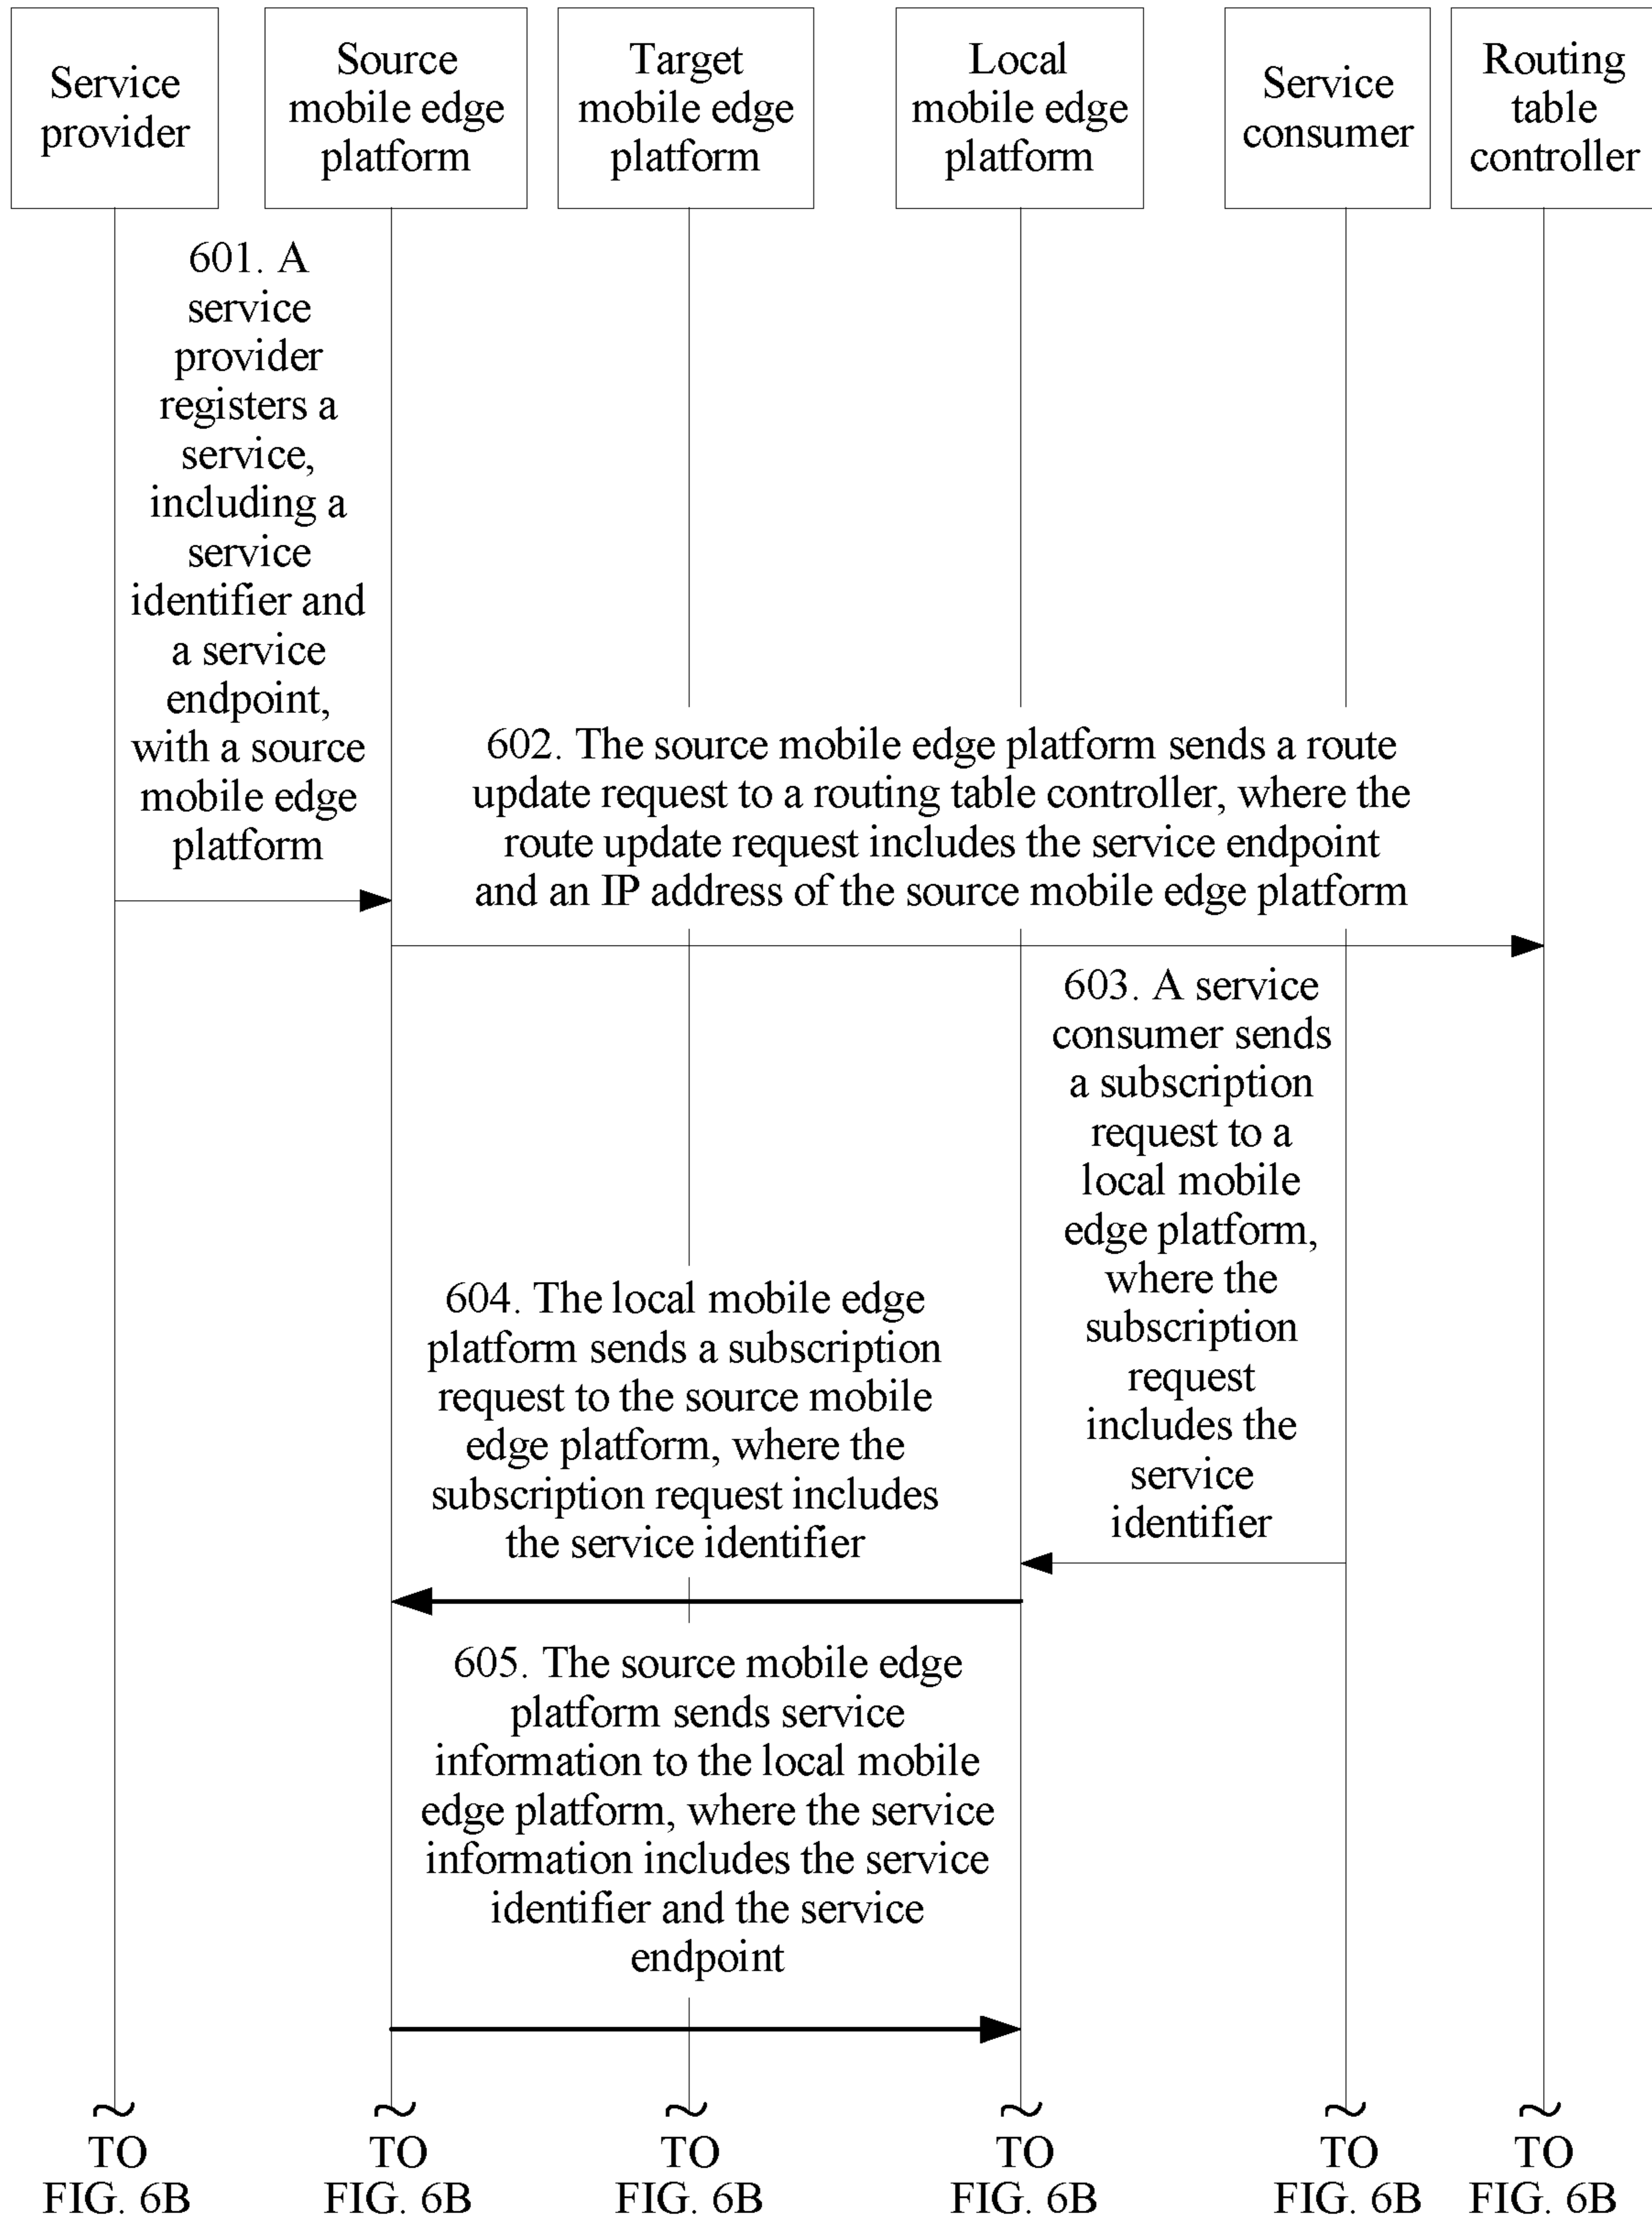 Service
provider
Source
mobile edge
platform
Target
mobile edge
platform
Local
mobile edge
platform
Service
consumer
Routing
table
controller
601. A
service
provider
registers a
service,
including a
service
identifier and
a service
endpoint,
with a source
mobile edge
platform
602. The source mobile edge platform sends a route
update request to a routing table controller, where the
route update request includes the service endpoint
and an IP address of the source mobile edge platform
603. A service
consumer sends
a subscription
request to a
local mobile
edge platform,
where the
subscription
request
includes the
service
identifier
604. The local mobile edge
platform sends a subscription
request to the source mobile
edge platform, where the
subscription request includes
the service identifier
605. The source mobile edge
platform sends service
information to the local mobile
edge platform, where the service
information includes the service
identifier and the service
endpoint
TO
FIG. 6B
TO
FIG. 6B
TO
FIG. 6B
TO
FIG. 6B
TO
FIG. 6B
TO
FIG. 6B